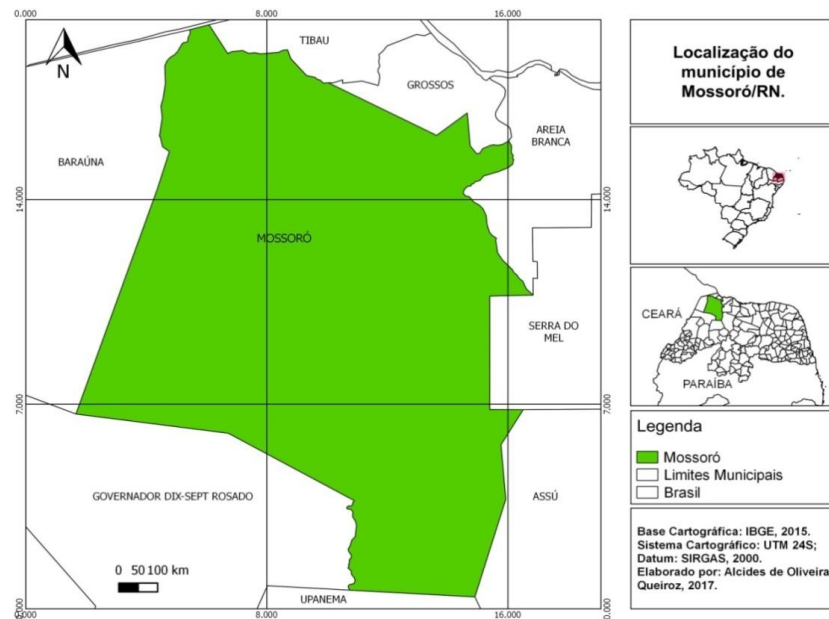 0.000
8.000
16.000
N
TIBAU
GROSSOS
AREIA
BRANCA
BARAÚNA
14.000
14.000
MOSSORÓ
SERRA DO
MEL
7.000
7.000
GOVERNADOR DIX-SEPT ROSADO
ASSÚ
0 50 100 km
UPANEMA
0.000
0.000
8.000
16.000
Localização do
município de
Mossoró/RN.
CEARÁ
PARAÍBA
Legenda
Mossoró
Limites Municipais
Brasil
Base Cartográfica: IBGE, 2015.
Sistema Cartográfico: UTM 24S;
Datum: SIRGAS, 2000.
Elaborado por: Alcides de Oliveira
Queiroz, 2017.